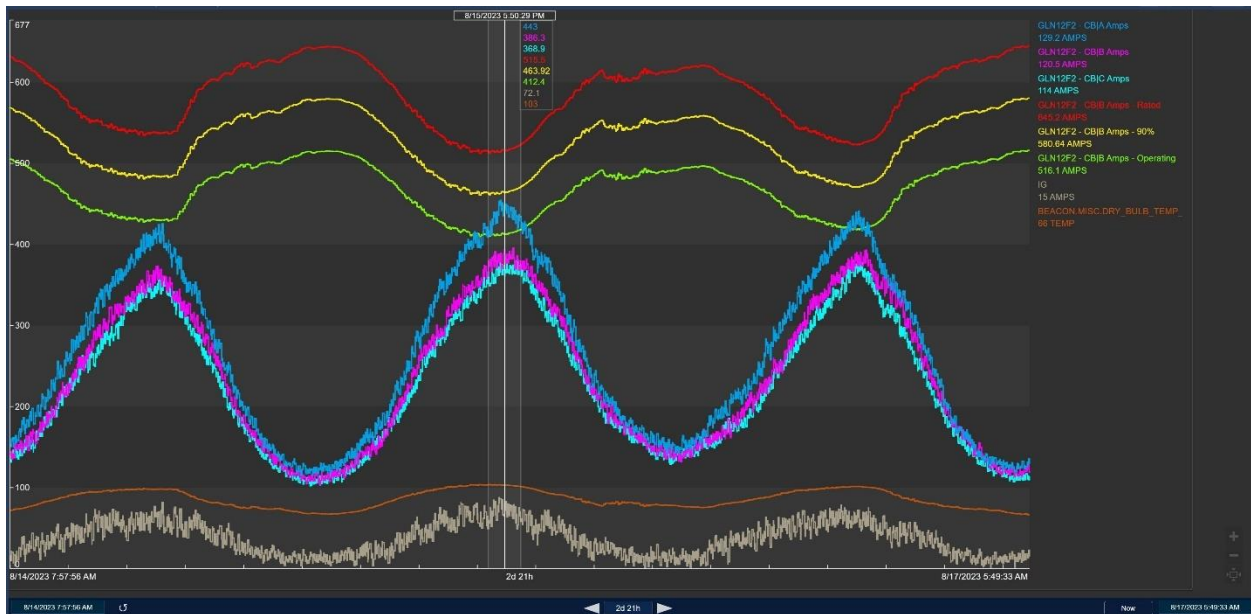 8/15/2023 5:50:29 PM
677
443
386.3
368.9
515.5
463.92
412.4
72.1
103
600
500
400
300
200
100
0
8/14/2023 7:57:56 AM
2d 21h
8/17/2023 5:49:33 AM
GLN12F2 - CB|A Amps
129.2 AMPS
GLN12F2 - CB|B Amps
120.5 AMPS
GLN12F2 - CB|C Amps
114 AMPS
GLN12F2 - CB|B Amps - Rated
645.2 AMPS
GLN12F2 - CB|B Amps - 90%
580.64 AMPS
GLN12F2 - CB|B Amps - Operating
516.1 AMPS
IG
15 AMPS
BEACON.MISC.DRY_BULB_TEMP_
66 TEMP
8/14/2023 7:57:56 AM
2d 21h
Now
8/17/2023 5:49:33 AM